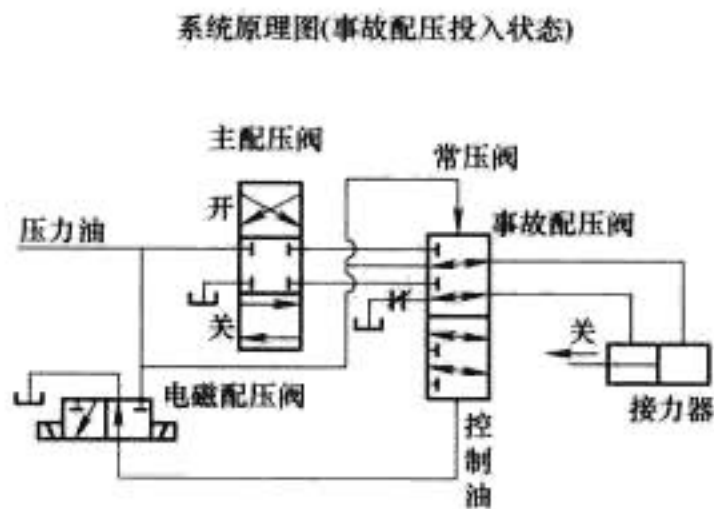 系统原理图(事故配压投入状态)
主配压阀
常压阀
开
事故配压阀
压力油
关
关
电磁配压阀
接力器
控制油